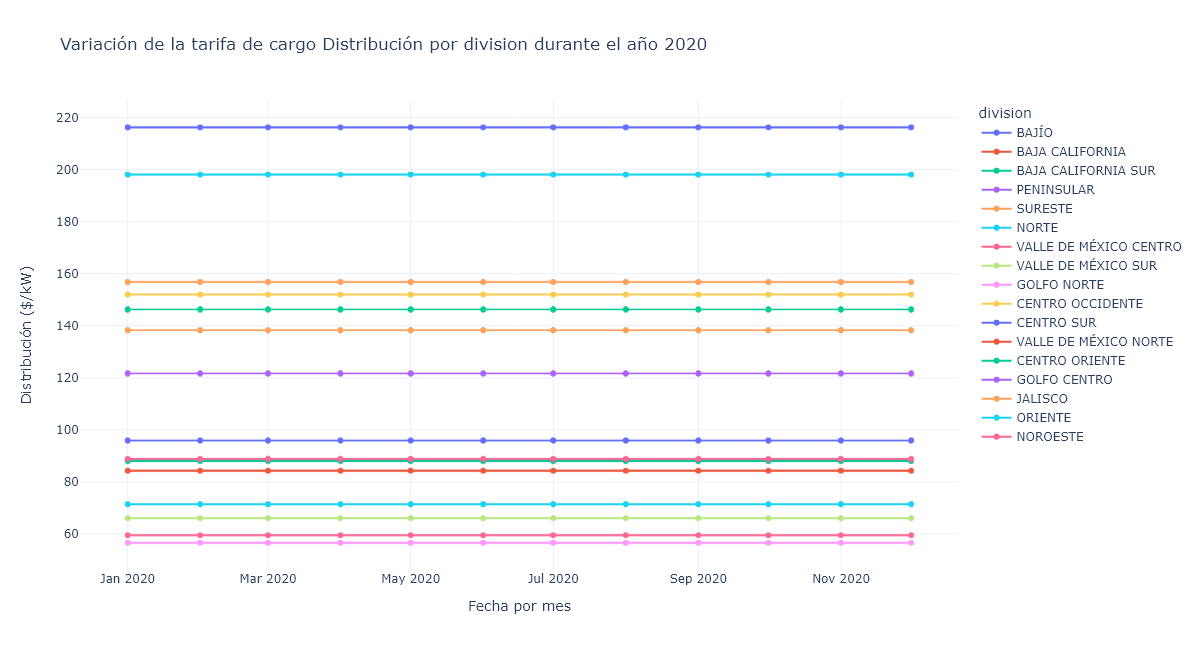 Variación de la tarifa de cargo Distribución por division durante el año 2020
division
BAJÍO
BAJA CALIFORNIA
BAJA CALIFORNIA SUR
PENINSULAR
SURESTE
NORTE
VALLE DE MÉXICO CENTRO
VALLE DE MÉXICO SUR
GOLFO NORTE
CENTRO OCCIDENTE
CENTRO SUR
VALLE DE MÉXICO NORTE
CENTRO ORIENTE
GOLFO CENTRO
JALISCO
ORIENTE
NOROESTE
Distribución ($/kW)
220
200
180
160
140
120
100
80
60
Jan 2020 Mar 2020 May 2020 Jul 2020 Sep 2020 Nov 2020
Fecha por mes